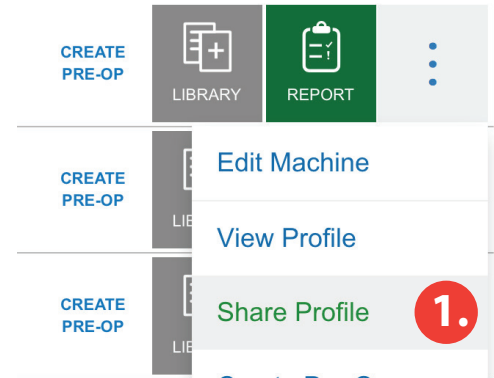 CREATE
PRE-OP
LIBRARY
REPORT
Edit Machine
CREATE
PRE-OP
View Profile
Share Profile
1.
CREATE
PRE-OP